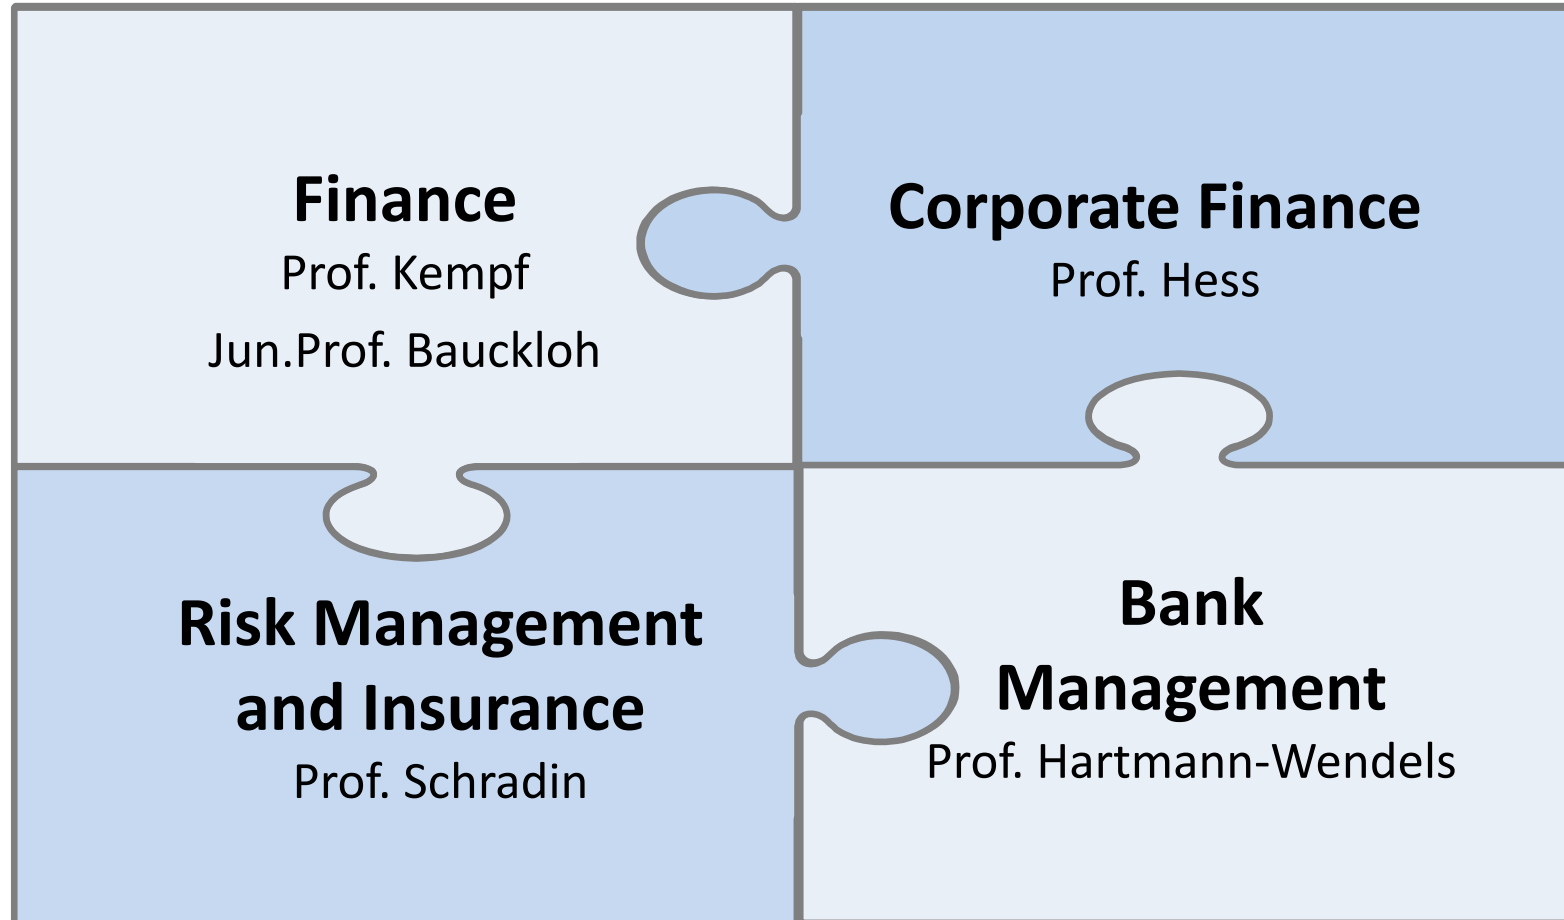 Finance
Prof. Kempf
Jun.Prof. Bauckloh
Corporate Finance
Prof. Hess
Risk Management
and Insurance
Prof. Schradin
Bank
Management
Prof. Hartmann-Wendels